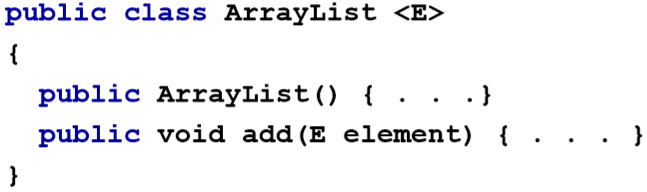 public class ArrayList <E>
{
public ArrayList() { . . .}
public void add(E element) { . . . }
}